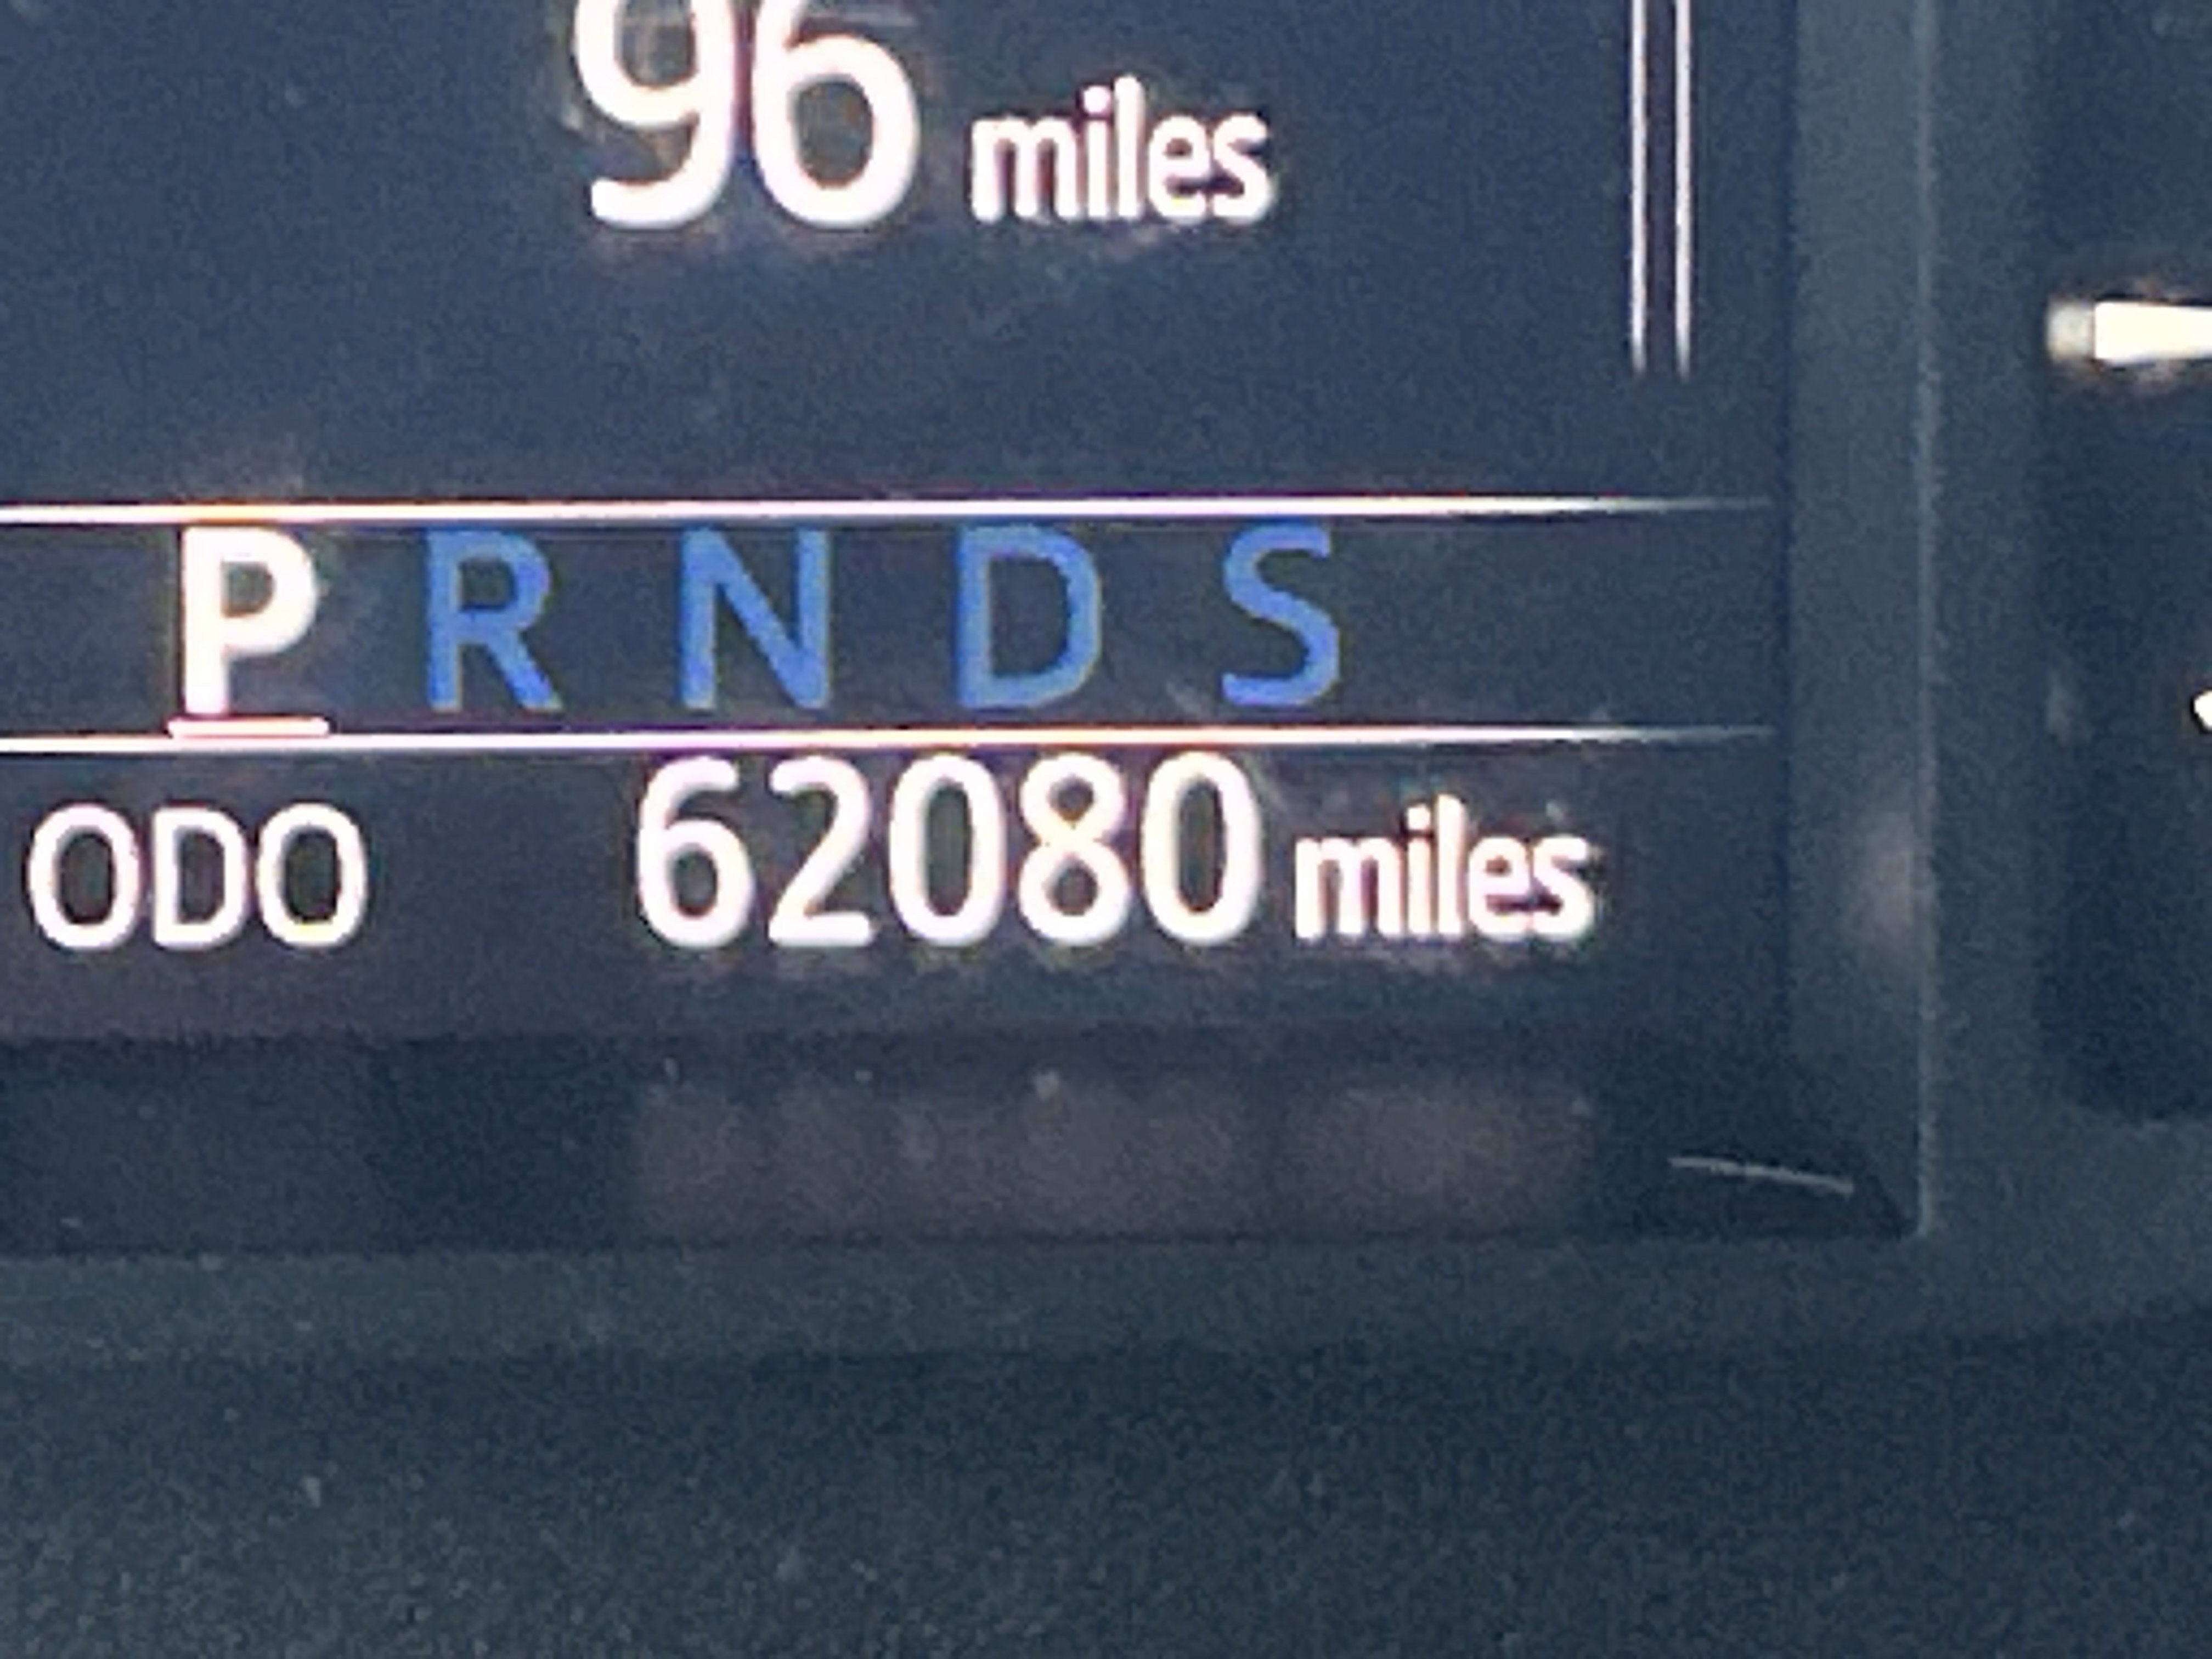 96 miles
P R N D S
ODO 62080 miles